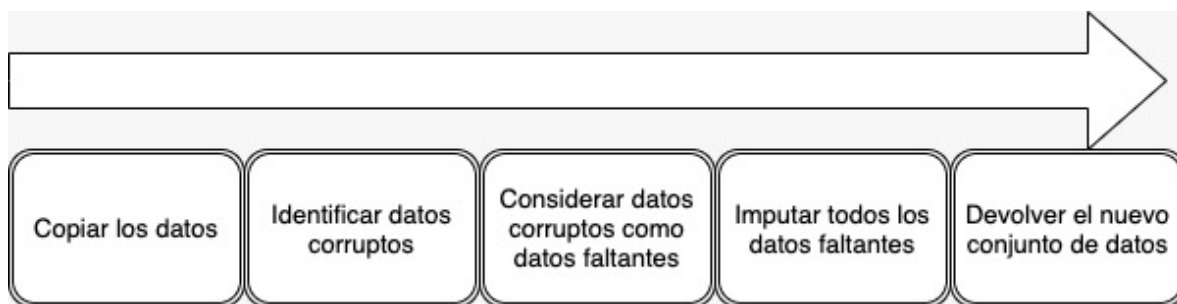 Copiar los datos
Identificar datos
corruptos
Considerar datos
corruptos como
datos faltantes
Imputar todos los
datos faltantes
Devolver el nuevo
conjunto de datos